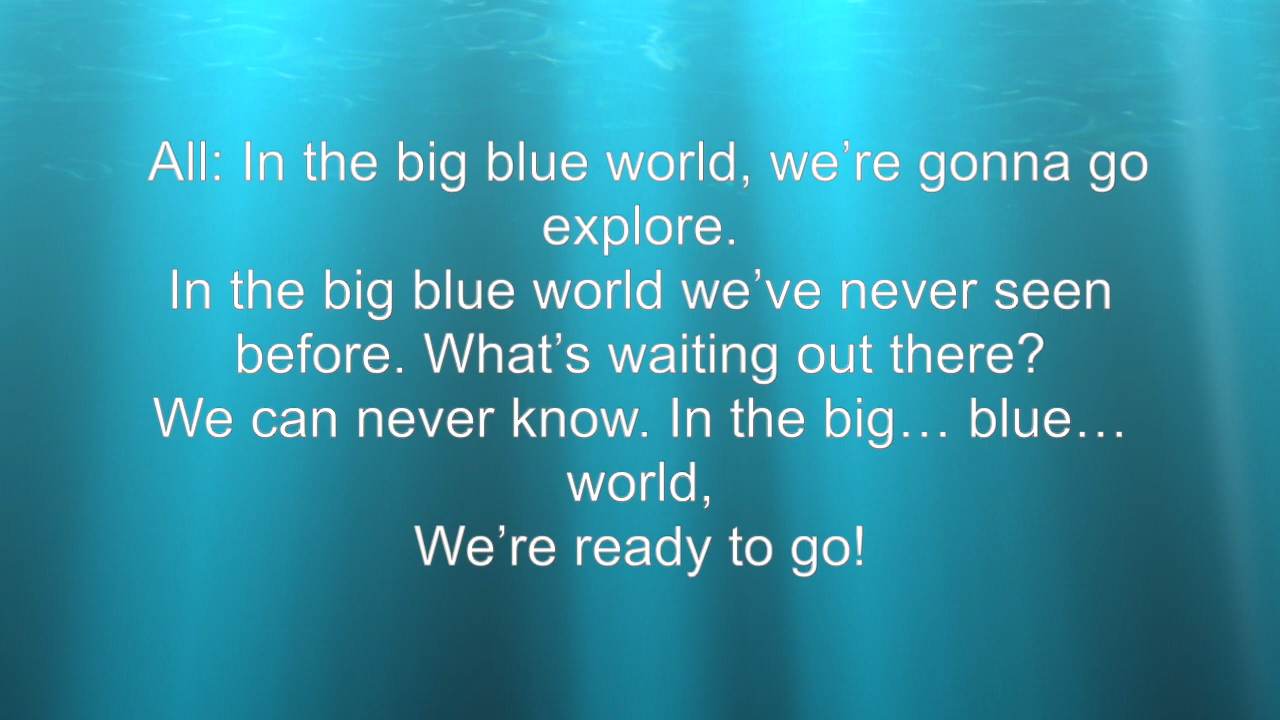 All: In the big blue world, we’re gonna go
explore.
In the big blue world we’ve never seen
before. What’s waiting out there?
We can never know. In the big… blue…
world,
We’re ready to go!